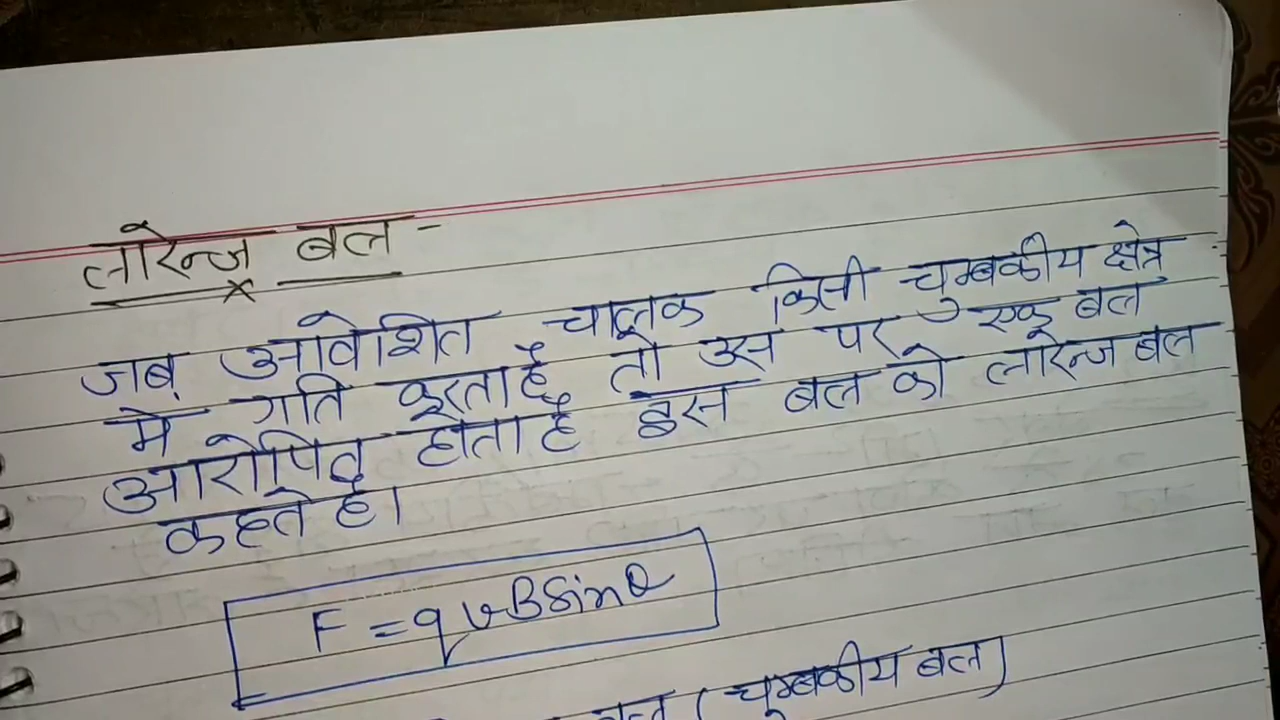 लारेन्ज बल -
जब आवेशित चालक किसी चुम्बकीय क्षेत्र
मे गति करता है तो उस पर एक बल
आरोपित होता है इस बल को लारेन्ज बल
कहते है।
F = qvBSinθ
बल (चुम्बकीय बल)